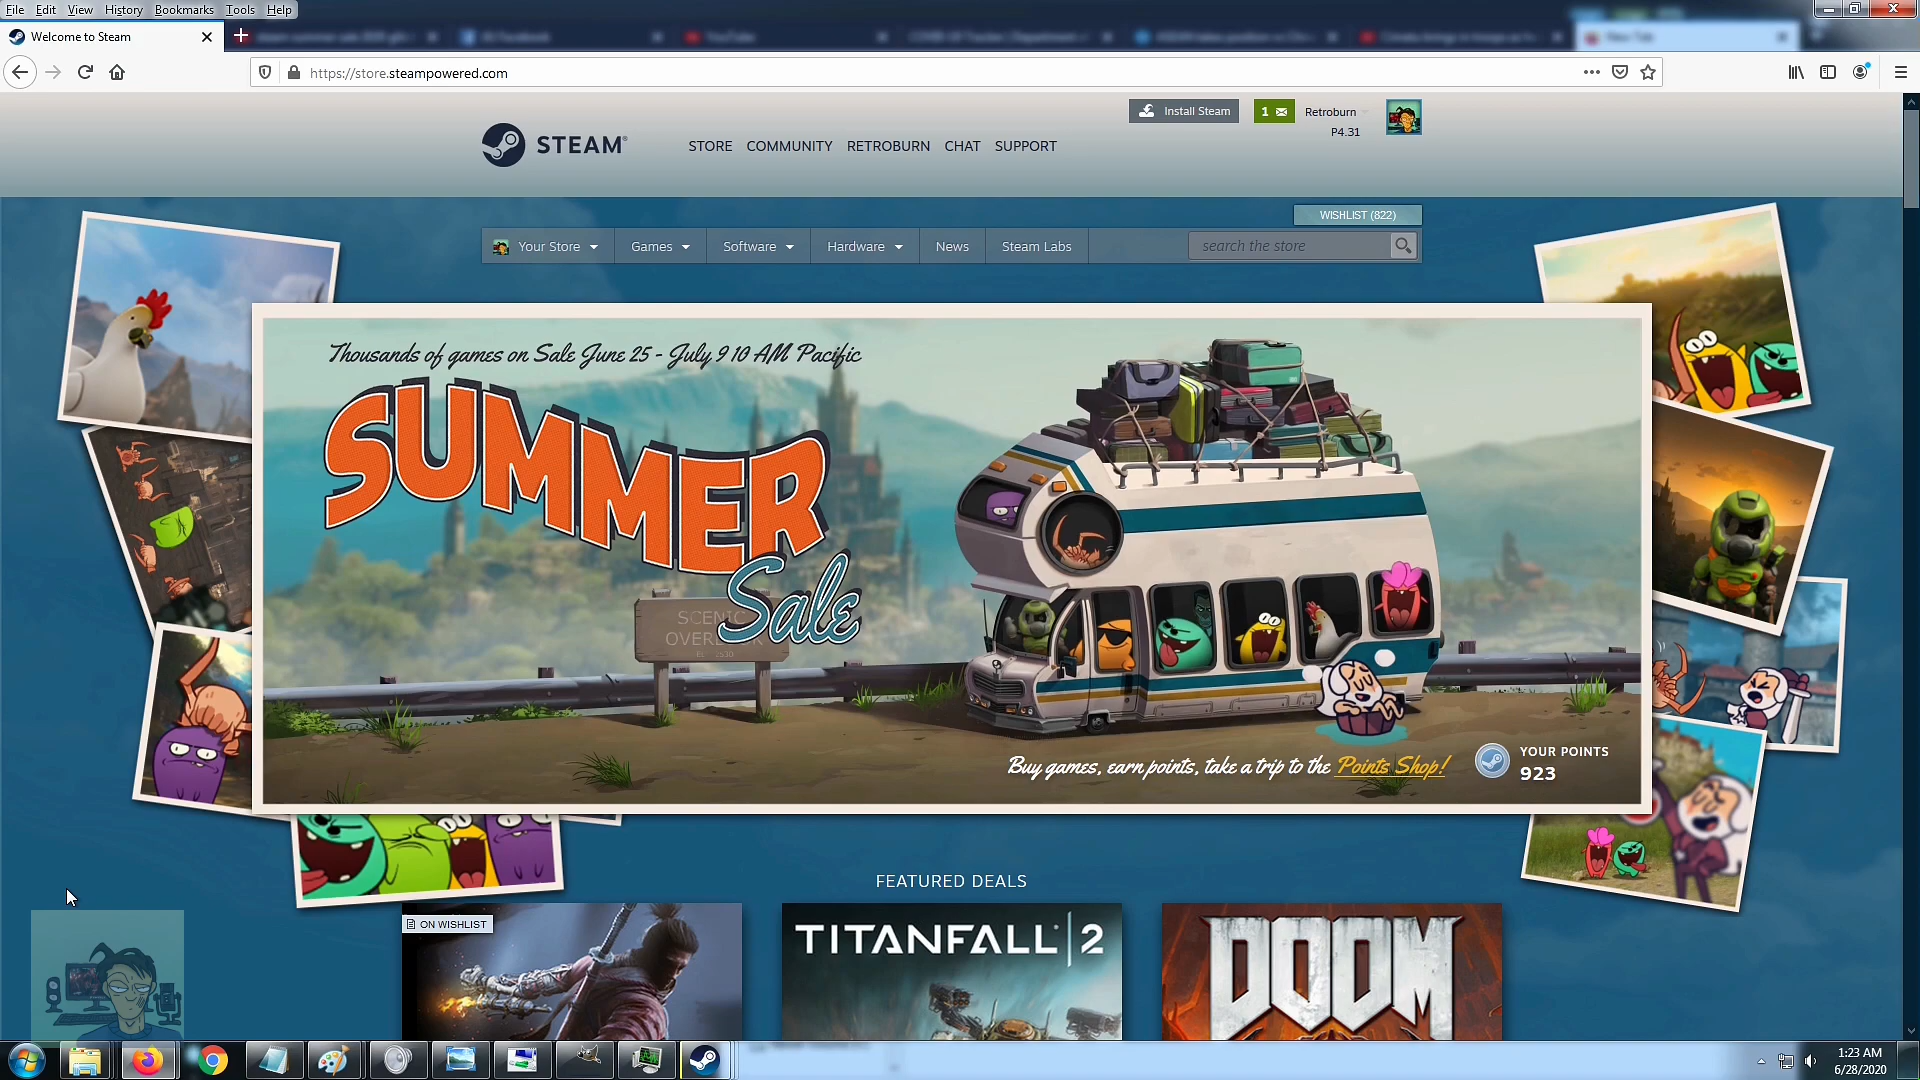 File Edit View History Bookmarks Tools Help
Welcome to Steam
YouTube
New Tab
https://store.steampowered.com
Install Steam
1
Retroburn
P4.31
STEAM®
STORE COMMUNITY RETROBURN CHAT SUPPORT
WISHLIST (822)
Your Store Games Software Hardware News Steam Labs
search the store
Thousands of games on Sale June 25 - July 9 10 AM Pacific
SUMMER
Sale
SCENIC
Buy games, earn points, take a trip to the Points Shop!
YOUR POINTS
923
FEATURED DEALS
ON WISHLIST
TITANFALL 2
DOOM
1:23 AM
6/28/2020